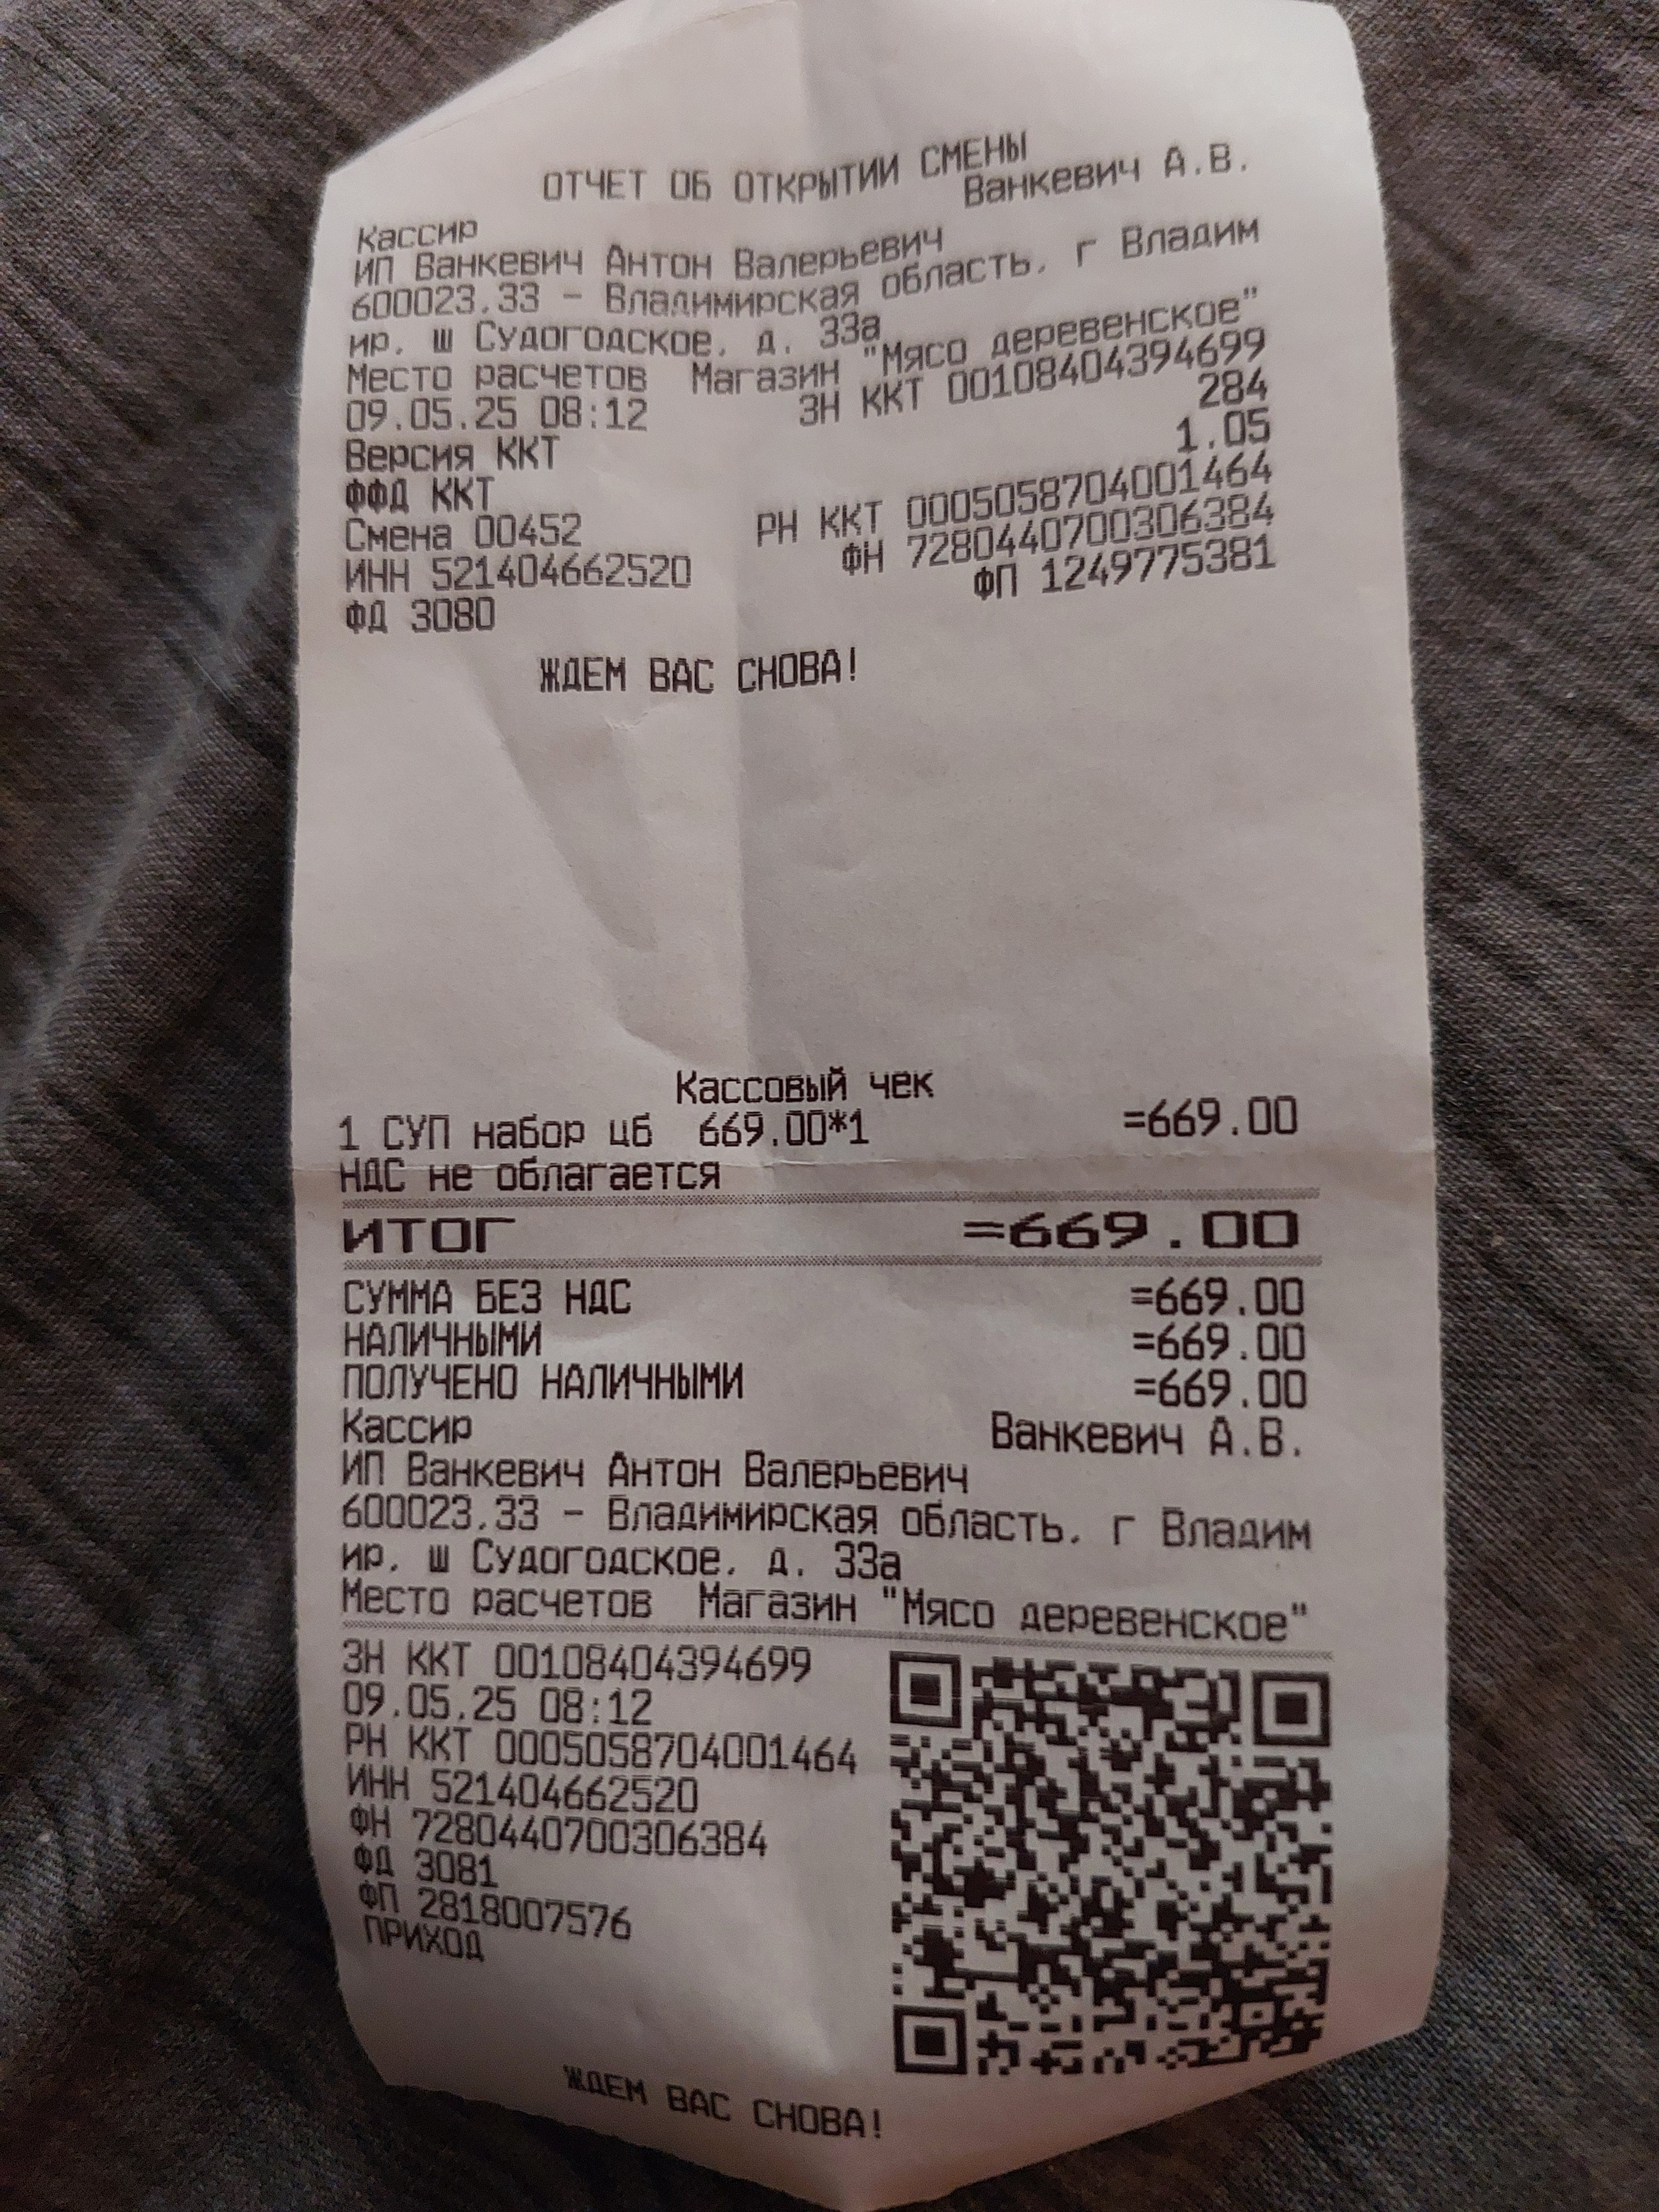 ОТЧЕТ ОБ ОТКРЫТИИ СМЕНЫ
Кассир Ванкевич А.В.
ИП Ванкевич Антон Валерьевич
600023,33 - Владимирская область, г Владим
ир, ш Судогодское, д. 33а
Место расчетов Магазин "Мясо деревенское"
09.05.25 08:12 ЗН ККТ 00108404394699
Версия ККТ 284
ФФД ККТ 1.05
Смена 00452 РН ККТ 0005058704001464
ИНН 521404662520 ФН 7280440700306384
ФД 3080 ФП 1249775381
ЖДЕМ ВАС СНОВА!
Кассовый чек
1 СУП набор цб 669.00*1 =669.00
НДС не облагается
ИТОГ =669.00
СУММА БЕЗ НДС =669.00
НАЛИЧНЫМИ =669.00
ПОЛУЧЕНО НАЛИЧНЫМИ =669.00
Кассир Ванкевич А.В.
ИП Ванкевич Антон Валерьевич
600023,33 - Владимирская область, г Владим
ир, ш Судогодское, д. 33а
Место расчетов Магазин "Мясо деревенское"
ЗН ККТ 00108404394699
09.05.25 08:12
РН ККТ 0005058704001464
ИНН 521404662520
ФН 7280440700306384
ФД 3081
ФП 2818007576
ПРИХОД
ЖДЕМ ВАС СНОВА!